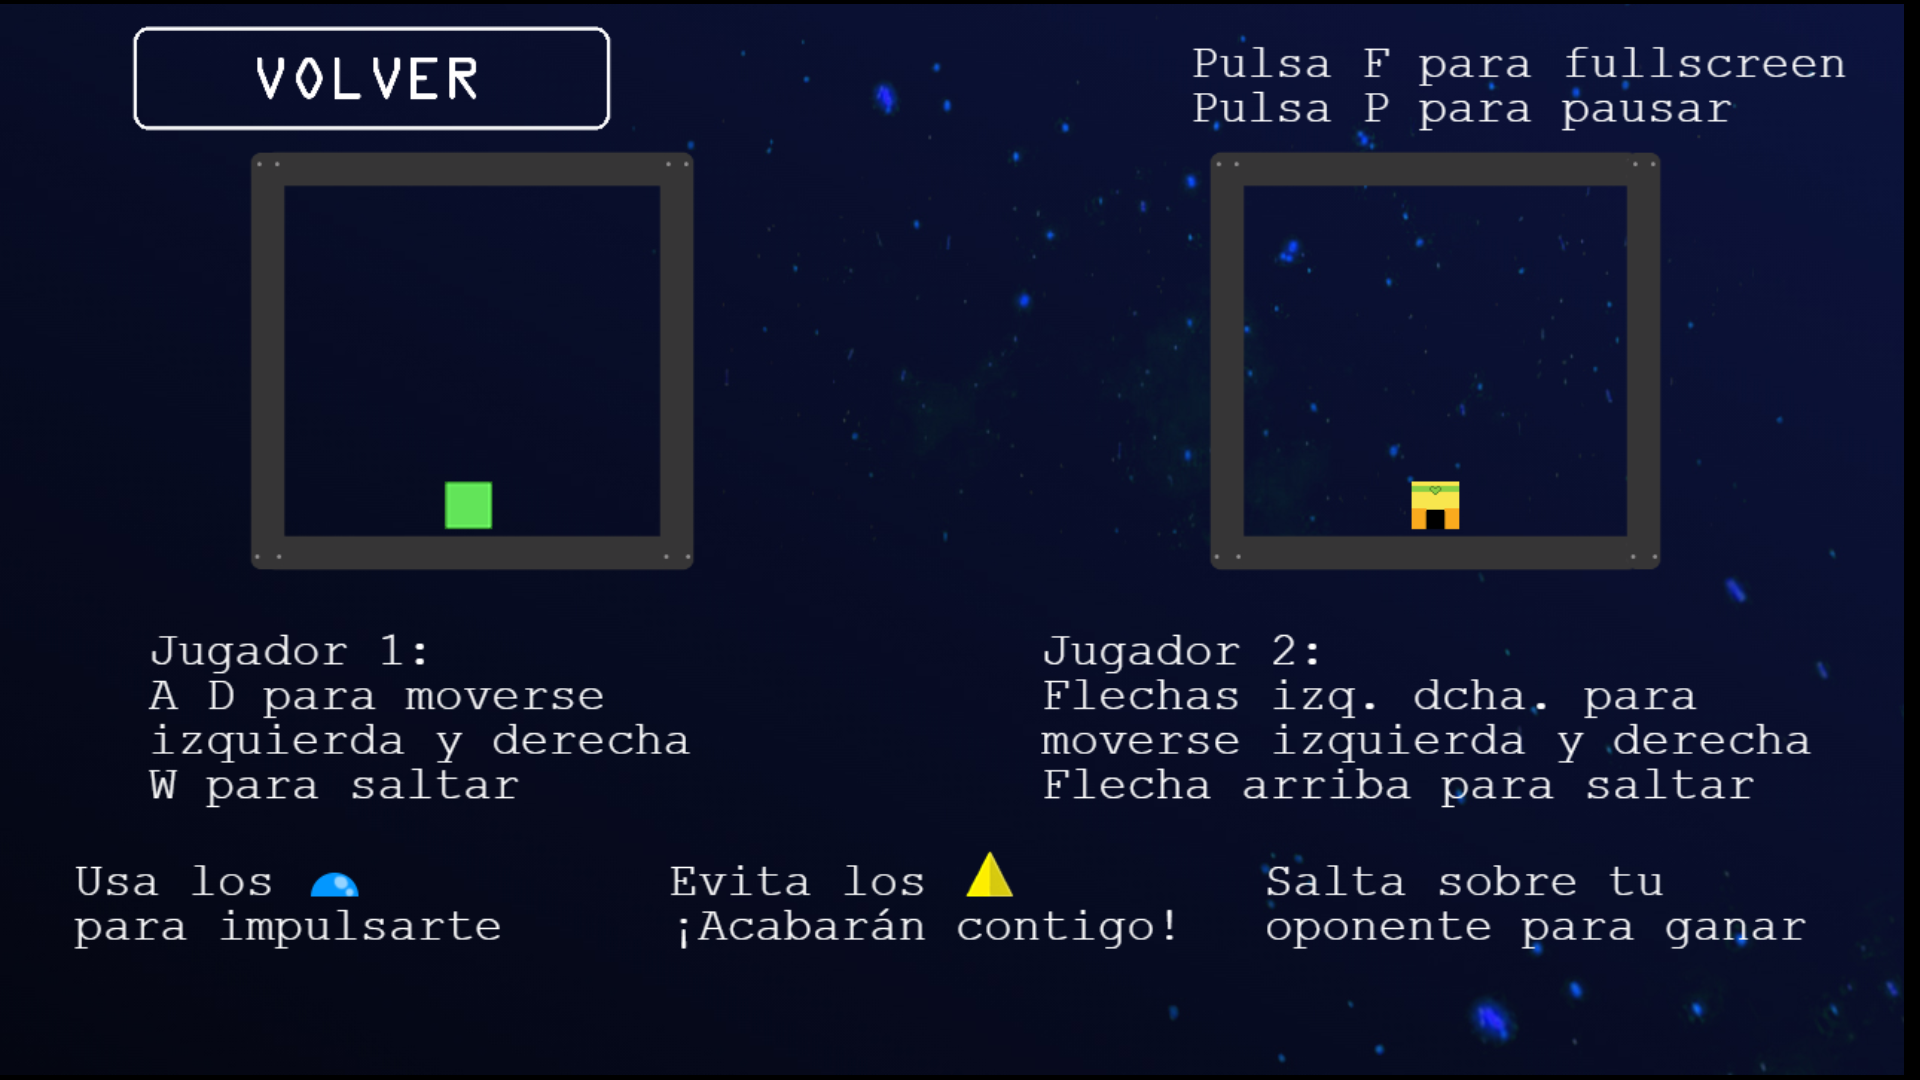 VOLVER
Pulsa F para fullscreen
Pulsa P para pausar
Jugador 1:
A D para moverse
izquierda y derecha
W para saltar
Jugador 2:
Flechas izq. dcha. para
moverse izquierda y derecha
Flecha arriba para saltar
Usa los
para impulsarte
Evita los
¡Acabarán contigo!
Salta sobre tu
oponente para ganar